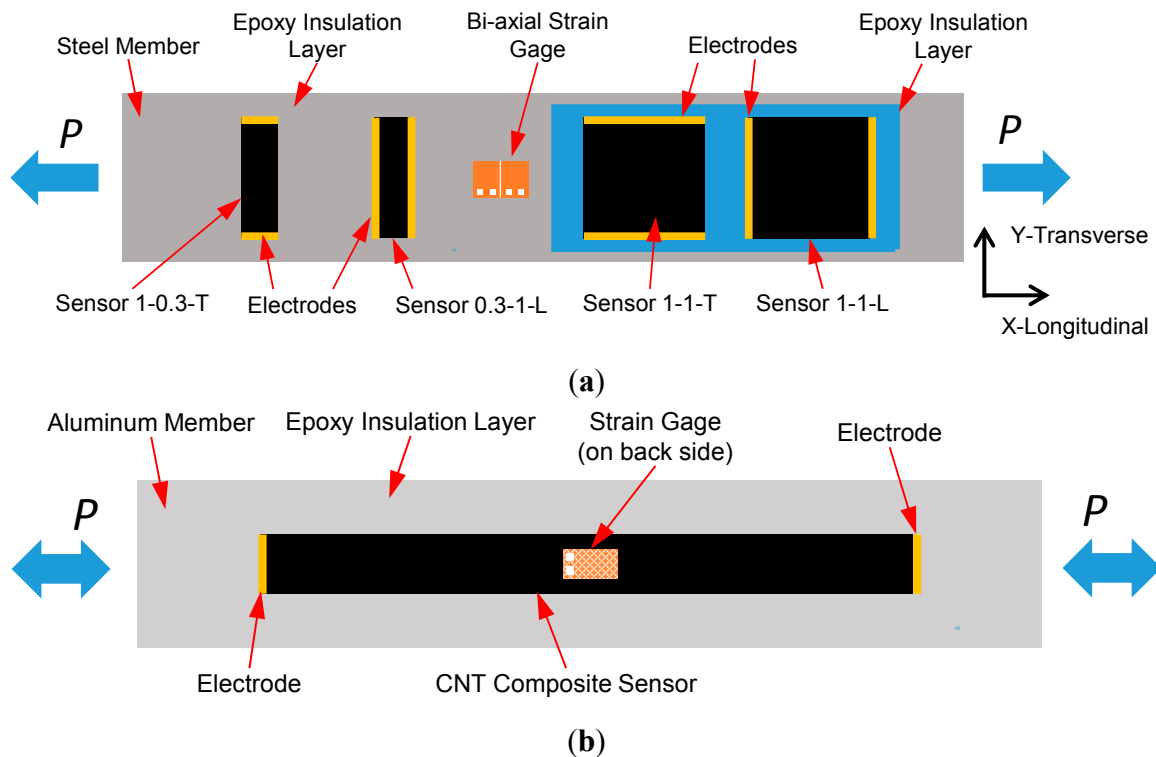 Steel Member
Epoxy Insulation
Layer
Bi-axial Strain
Gage
Electrodes
Epoxy Insulation
Layer
P
P
Y-Transverse
X-Longitudinal
Sensor 1-0.3-T
Electrodes
Sensor 0.3-1-L
Sensor 1-1-T
Sensor 1-1-L
(a)
Aluminum Member
Epoxy Insulation Layer
Strain Gage
(on back side)
Electrode
P
P
Electrode
CNT Composite Sensor
(b)